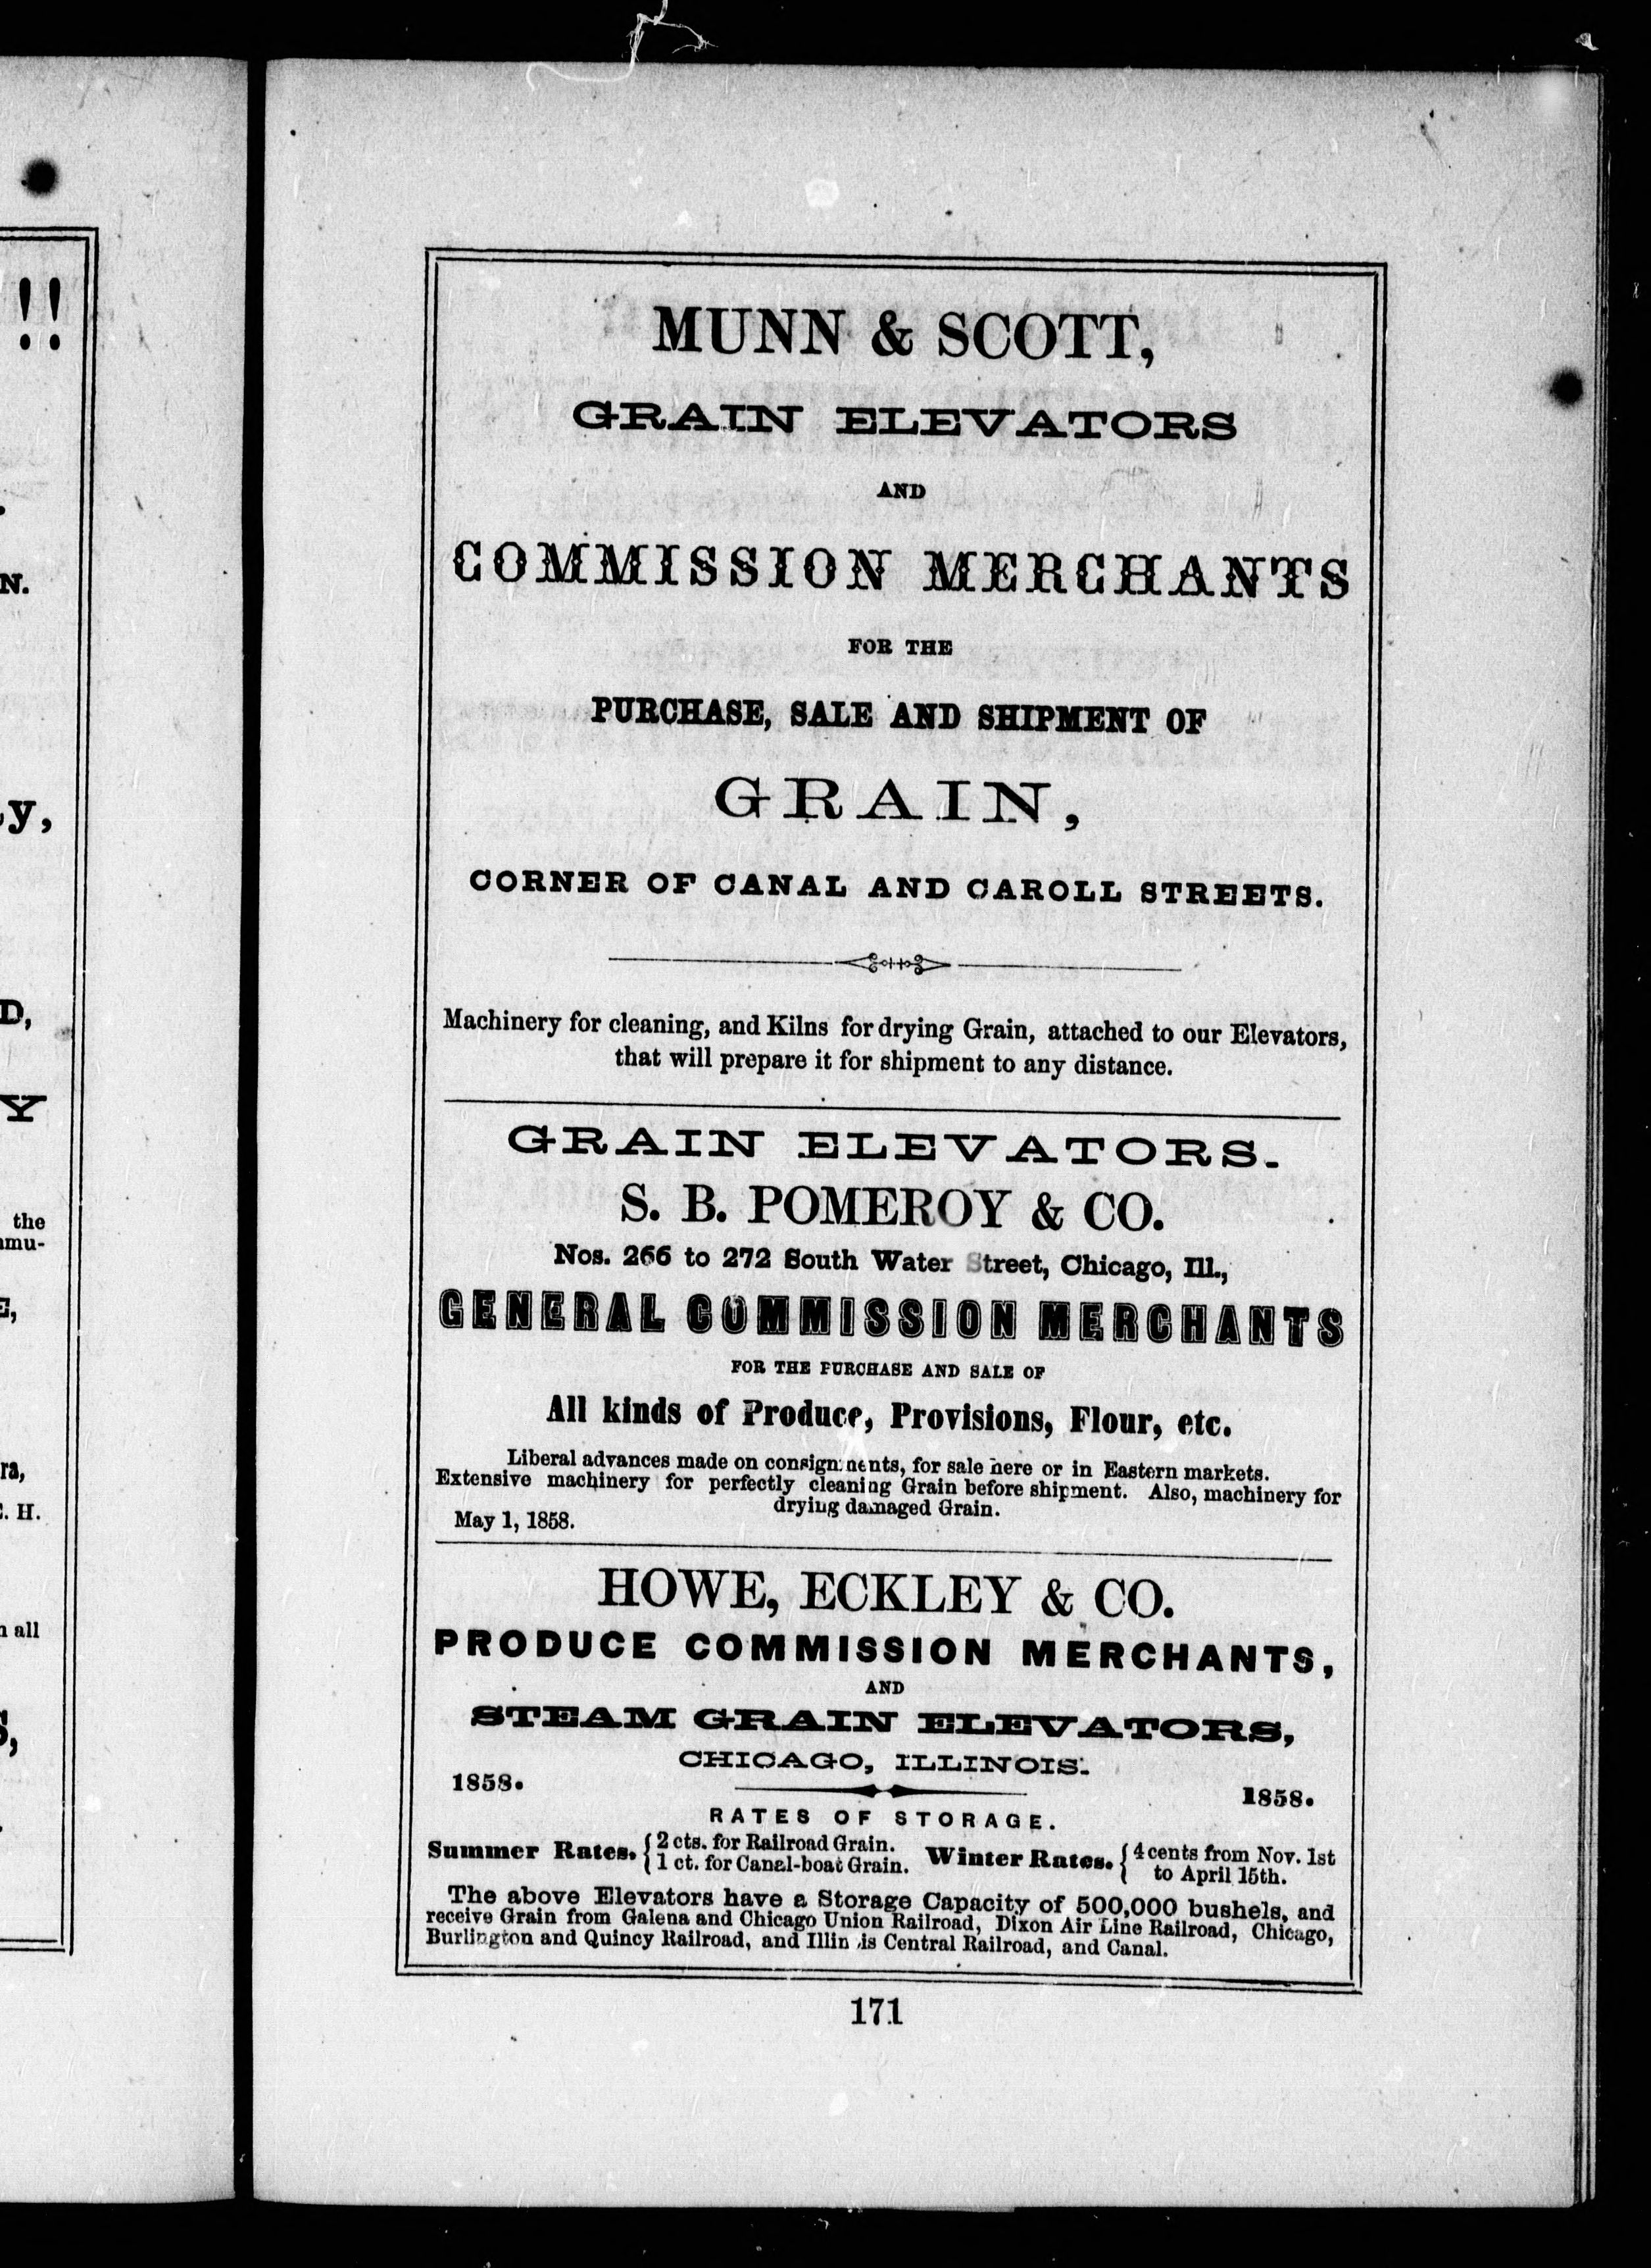 !!
N.
y,
D,
Y
the
mu-
E,
ra,
H.
all
MUNN & SCOTT,
GRAIN ELEVATORS
AND
COMMISSION MERCHANTS
FOR THE
PURCHASE, SALE AND SHIPMENT OF
GRAIN,
CORNER OF CANAL AND CAROLL STREETS.
Machinery for cleaning, and Kilns for drying Grain, attached to our Elevators,
that will prepare it for shipment to any distance.
GRAIN ELEVATORS.
S. B. POMEROY & CO.
Nos. 266 to 272 South Water Street, Chicago, Ill.,
GENERAL COMMISSION MERCHANTS
FOR THE PURCHASE AND SALE OF
All kinds of Produce, Provisions, Flour, etc.
Liberal advances made on consignments, for sale here or in Eastern markets.
Extensive machinery for perfectly cleaning Grain before shipment. Also, machinery for
drying damaged Grain.
May 1, 1858.
HOWE, ECKLEY & CO.
PRODUCE COMMISSION MERCHANTS,
AND
STEAM GRAIN ELEVATORS,
CHICAGO, ILLINOIS.
1858. 1858.
RATES OF STORAGE.
Summer Rates. { 2 cts. for Railroad Grain. Winter Rates. { 4 cents from Nov. 1st
1 ct. for Canal-boat Grain. to April 15th.
The above Elevators have a Storage Capacity of 500,000 bushels, and
receive Grain from Galena and Chicago Union Railroad, Dixon Air Line Railroad, Chicago,
Burlington and Quincy Railroad, and Illinois Central Railroad, and Canal.
171